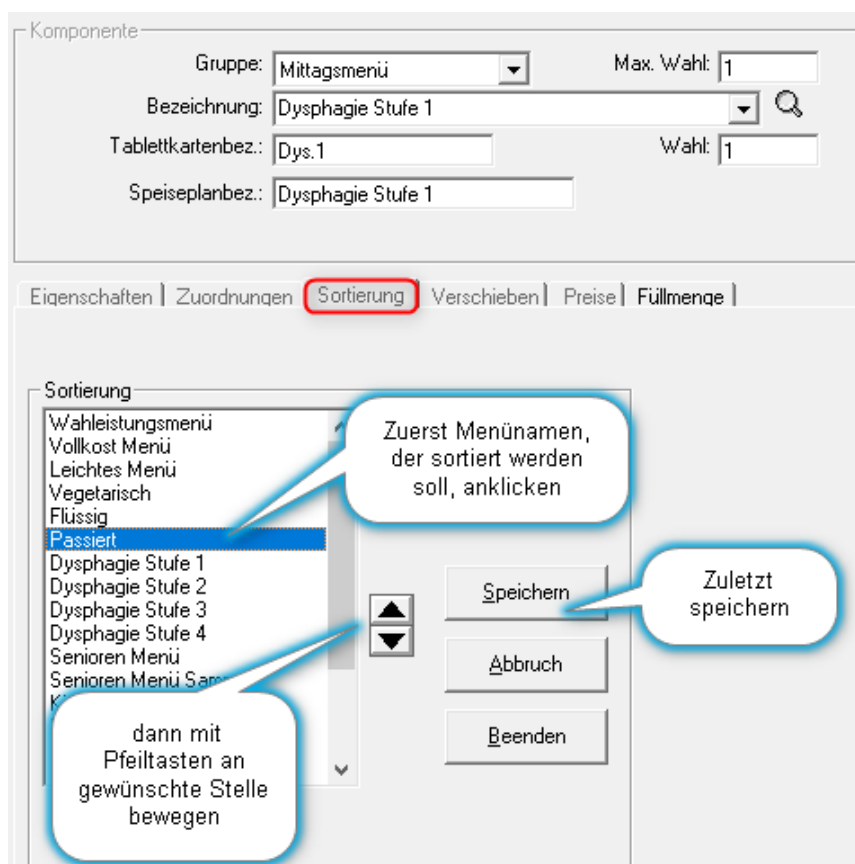 Komponente
Gruppe: Mittagsmenü Max. Wahl: 1
Bezeichnung: Dysphagie Stufe 1
Tablettkartenbez.: Dys.1 Wahl: 1
Speiseplanbez.: Dysphagie Stufe 1
Eigenschaften Zuordnungen Sortierung Verschieben Preise Füllmenge
Sortierung
Wahleistungsmenü
Vollkost Menü
Leichtes Menü
Vegetarisch
Flüssig
Passiert
Dysphagie Stufe 1
Dysphagie Stufe 2
Dysphagie Stufe 3
Dysphagie Stufe 4
Senioren Menü
Senioren Menü
Zuerst Menünamen,
der sortiert werden
soll, anklicken
dann mit
Pfeiltasten an
gewünschte Stelle
bewegen
Speichern
Abbruch
Beenden
Zuletzt
speichern